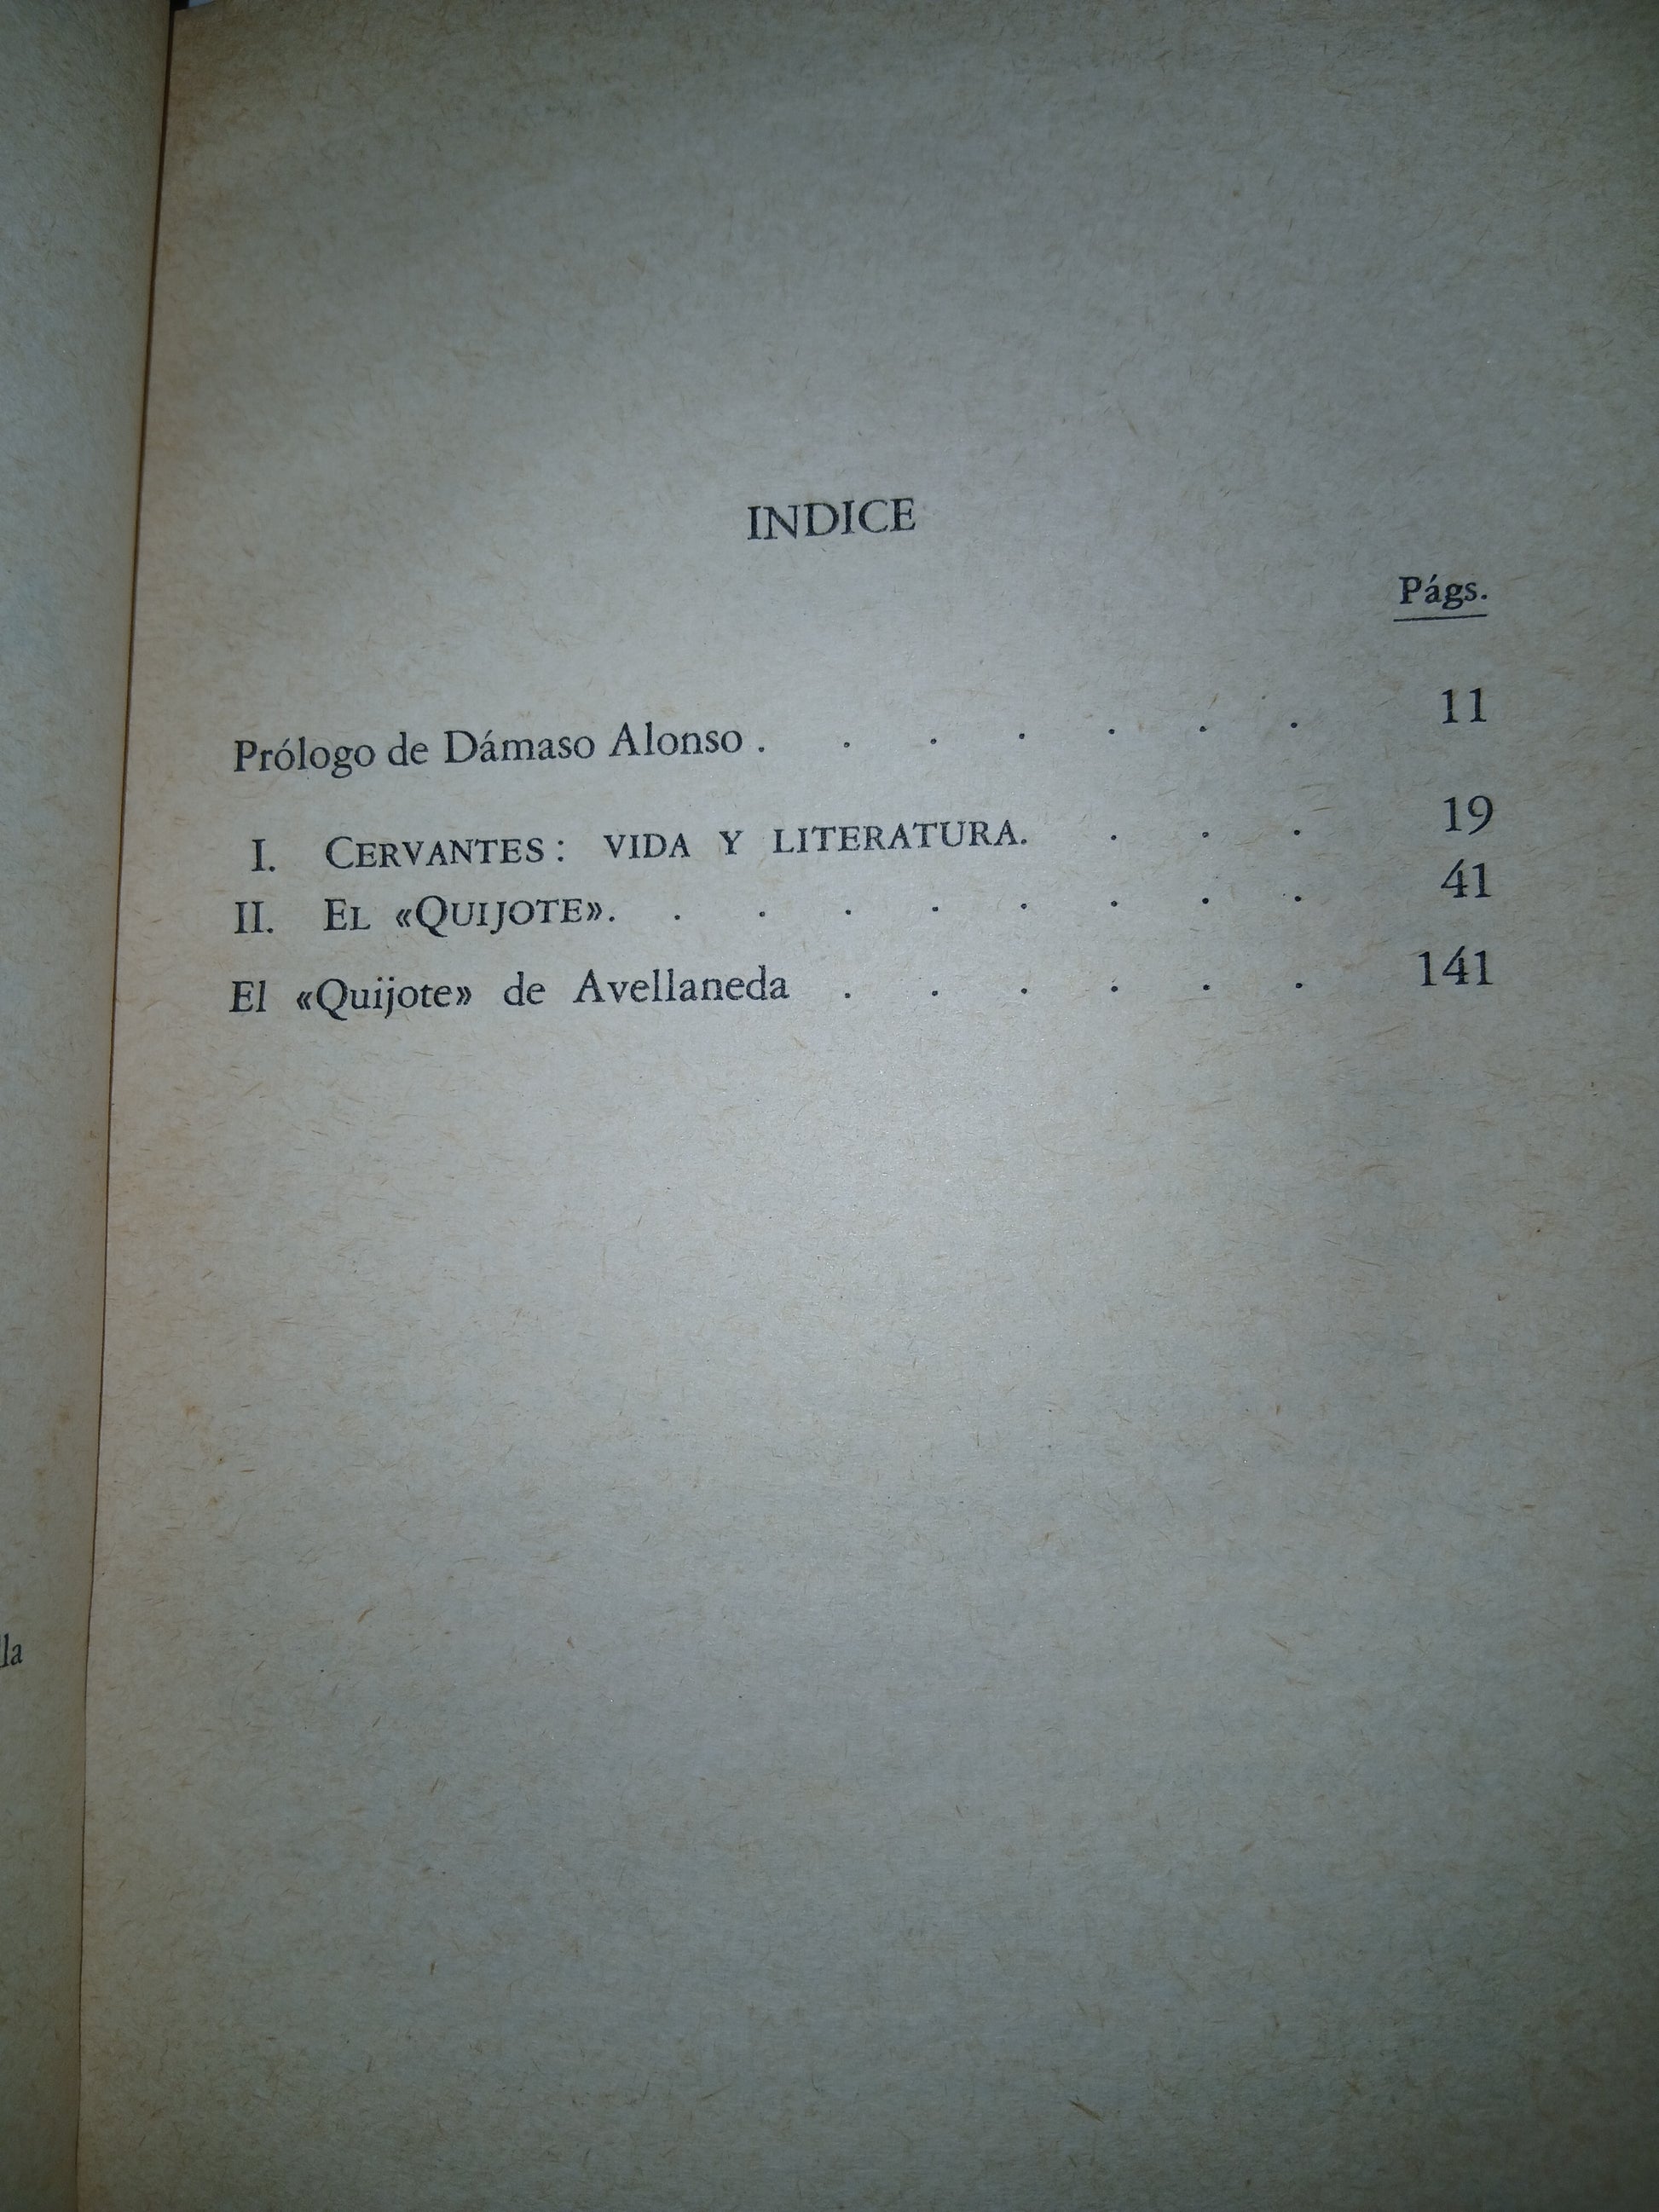 INDICE
Págs.
Prólogo de Dámaso Alonso . . . . . . . 11
I. CERVANTES: VIDA Y LITERATURA. . . . 19
II. EL «QUIJOTE». . . . . . . . . 41
El «Quijote» de Avellaneda . . . . . . 141